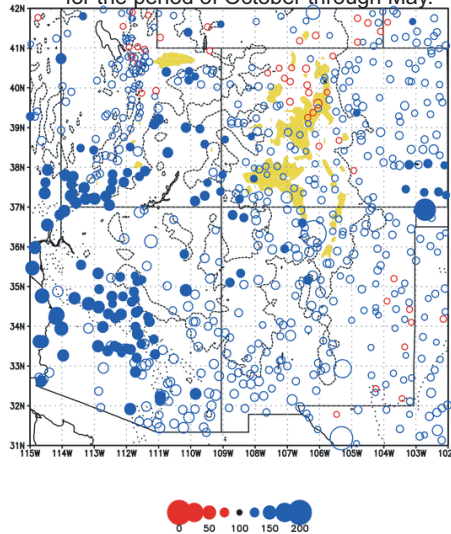 for the period of October through May.
42N
41N
40N
39N
38N
37N
36N
35N
34N
33N
32N
31N
115W 114W 113W 112W 111W 110W 109W 108W 107W 106W 105W 104W 103W 102
0 50 100 150 200